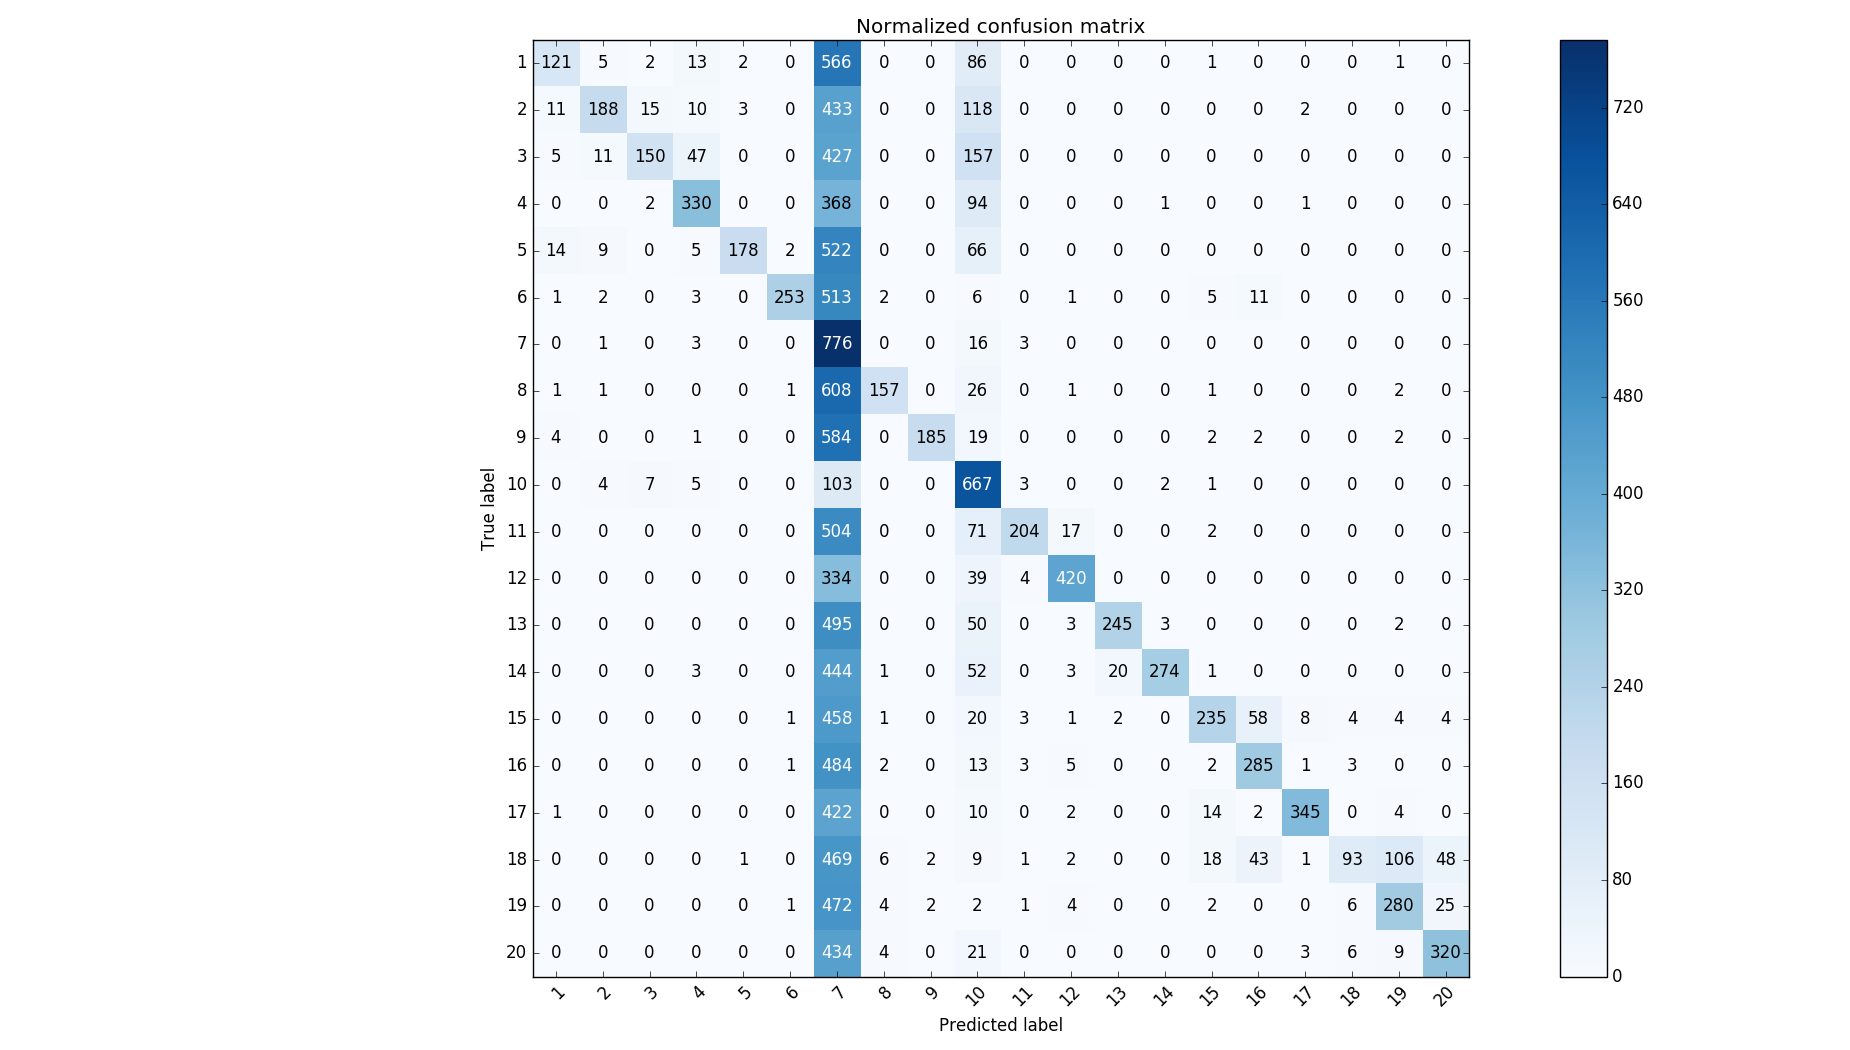 Normalized confusion matrix
1 121 5 2 13 2 0 566 0 0 86 0 0 0 0 1 0 0 0 1 0
2 11 188 15 10 3 0 433 0 0 118 0 0 0 0 0 0 2 0 0 0
3 5 11 150 47 0 0 427 0 0 157 0 0 0 0 0 0 0 0 0 0
4 0 0 2 330 0 0 368 0 0 94 0 0 0 1 0 0 1 0 0 0
5 14 9 0 5 178 2 522 0 0 66 0 0 0 0 0 0 0 0 0 0
6 1 2 0 3 0 253 513 2 0 6 0 1 0 0 5 11 0 0 0 0
7 0 1 0 3 0 0 776 0 0 16 3 0 0 0 0 0 0 0 0 0
8 1 1 0 0 0 1 608 157 0 26 0 1 0 0 1 0 0 0 2 0
9 4 0 0 1 0 0 584 0 185 19 0 0 0 0 2 2 0 0 2 0
10 0 4 7 5 0 0 103 0 0 667 3 0 0 2 1 0 0 0 0 0
11 0 0 0 0 0 0 504 0 0 71 204 17 0 0 2 0 0 0 0 0
12 0 0 0 0 0 0 334 0 0 39 4 420 0 0 0 0 0 0 0 0
13 0 0 0 0 0 0 495 0 0 50 0 3 245 3 0 0 0 0 2 0
14 0 0 0 3 0 0 444 1 0 52 0 3 20 274 1 0 0 0 0 0
15 0 0 0 0 0 1 458 1 0 20 3 1 2 0 235 58 8 4 4 4
16 0 0 0 0 0 1 484 2 0 13 3 5 0 0 2 285 1 3 0 0
17 1 0 0 0 0 0 422 0 0 10 0 2 0 0 14 2 345 0 4 0
18 0 0 0 0 1 0 469 6 2 9 1 2 0 0 18 43 1 93 106 48
19 0 0 0 0 0 1 472 4 2 2 1 4 0 0 2 0 0 6 280 25
20 0 0 0 0 0 0 434 4 0 21 0 0 0 0 0 0 3 6 9 320
1 2 3 4 5 6 7 8 9 10 11 12 13 14 15 16 17 18 19 20
Predicted label
True label
720
640
560
480
400
320
240
160
80
0